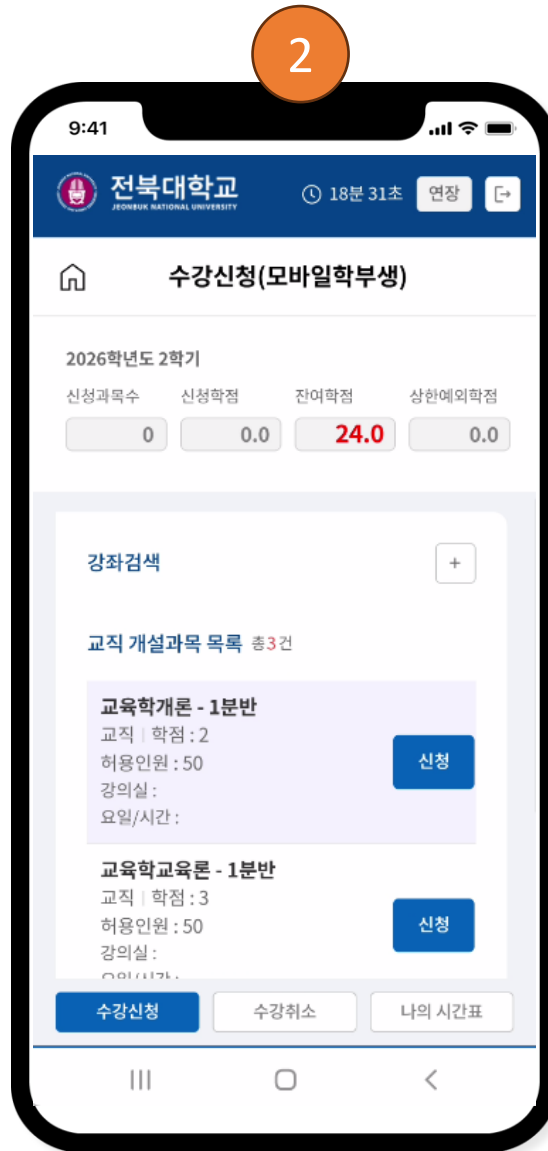 2
9:41
전북대학교
JEONBUK NATIONAL UNIVERSITY
18분 31초 연장
수강신청(모바일학부생)
2026학년도 2학기
신청과목수 신청학점 잔여학점 상한예외학점
0 0.0 24.0 0.0
강좌검색 +
교직 개설과목 목록 총3건
교육학개론 - 1분반
교직 | 학점 : 2
허용인원 : 50
신청
강의실 :
요일/시간 :
교육학교육론 - 1분반
교직 | 학점 : 3
허용인원 : 50
신청
강의실 :
요일/시간 :
수강신청 수강취소 나의 시간표